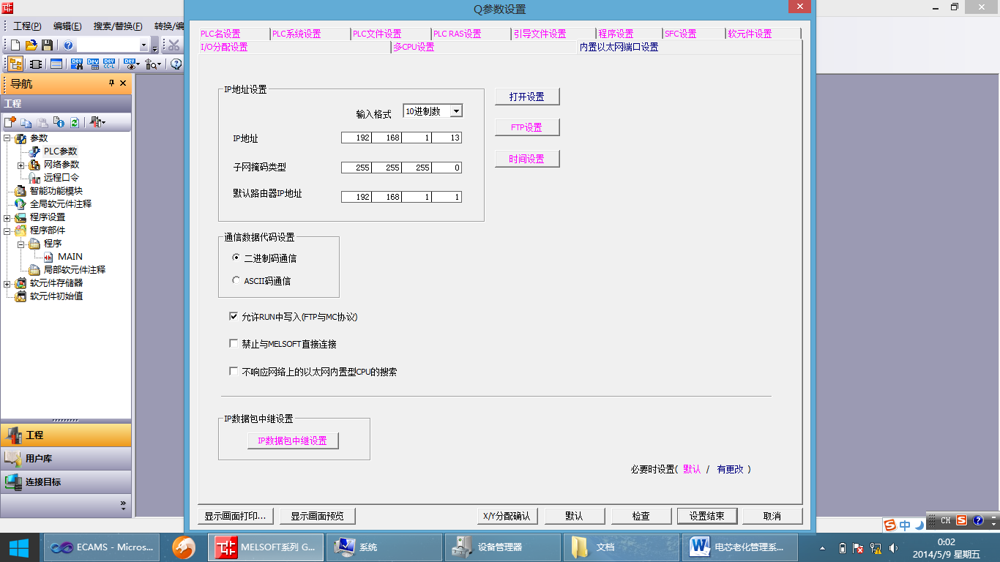 Q参数设置
工程(P) 编辑(E) 搜索/替换(F) 转换/编
导航
工程
参数
PLC参数
网络参数
远程口令
智能功能模块
全局软元件注释
程序设置
程序部件
程序
MAIN
局部软元件注释
软元件存储器
软元件初始值
工程
用户库
连接目标
PLC名设置 PLC系统设置 PLC文件设置 PLC RAS设置 引导文件设置 程序设置 SFC设置 软元件设置
I/O分配设置 多CPU设置 内置以太网端口设置
IP地址设置
输入格式 10进制数
IP地址 192 168 1 13
子网掩码类型 255 255 255 0
默认路由器IP地址 192 168 1 1
打开设置
FTP设置
时间设置
通信数据代码设置
二进制码通信
ASCII码通信
允许RUN中写入(FTP与MC协议)
禁止与MELSOFT直接连接
不响应网络上的以太网内置型CPU的搜索
IP数据包中继设置
IP数据包中继设置
必要时设置( 默认 / 有更改 )
显示画面打印... 显示画面预览 X/Y分配确认 默认 检查 设置结束 取消
中 CH
ECAMS - Micros... MELSOFT系列 G... 系统 设备管理器 文档 电芯老化管理系...
0:02
2014/5/9 星期五